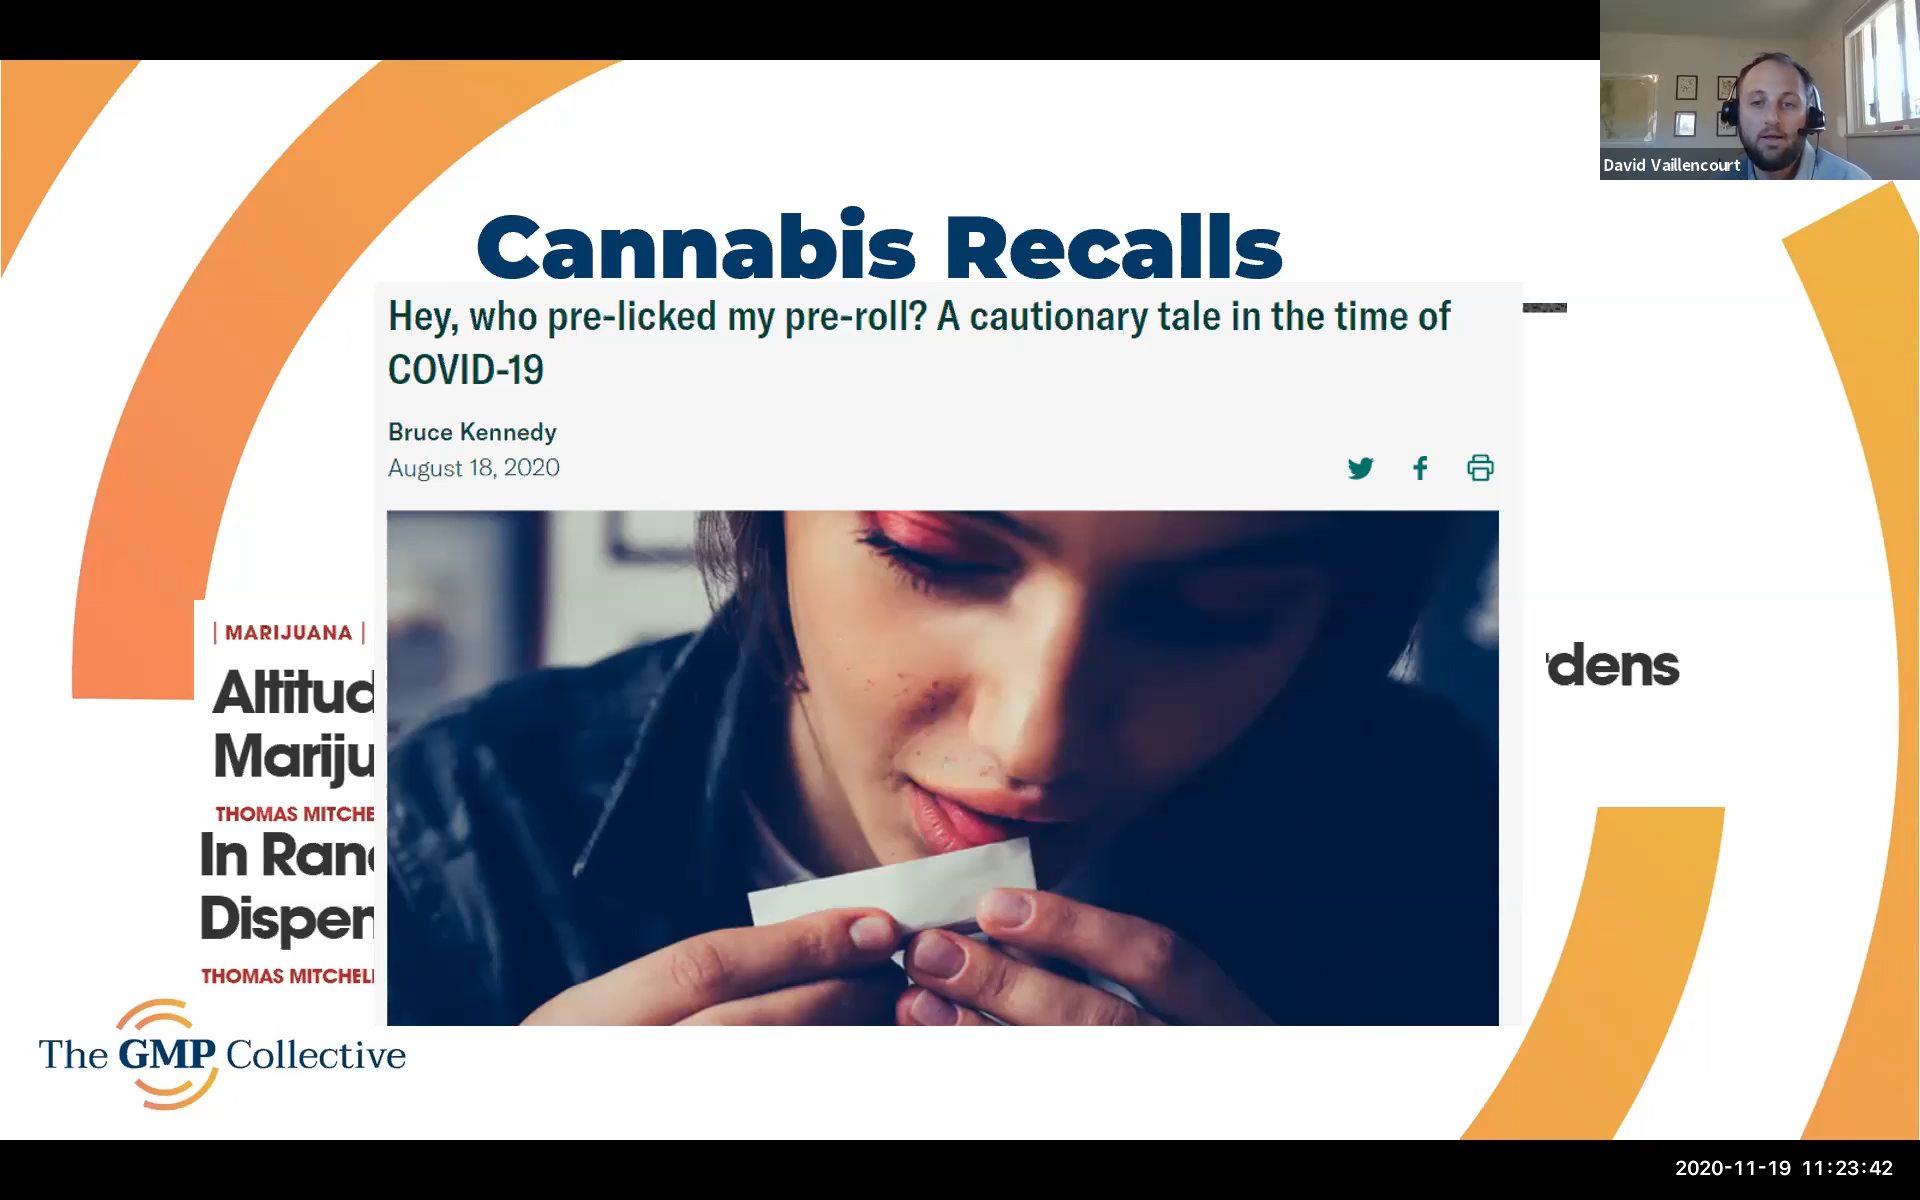 David Vaillencourt
Cannabis Recalls
Hey, who pre-licked my pre-roll? A cautionary tale in the time of
COVID-19
Bruce Kennedy
August 18, 2020
| MARIJUANA |
Altitud
dens
Mariju
THOMAS MITCHE
In Ran
Dispen
THOMAS MITCHELL
The GMP Collective
2020-11-19 11:23:42